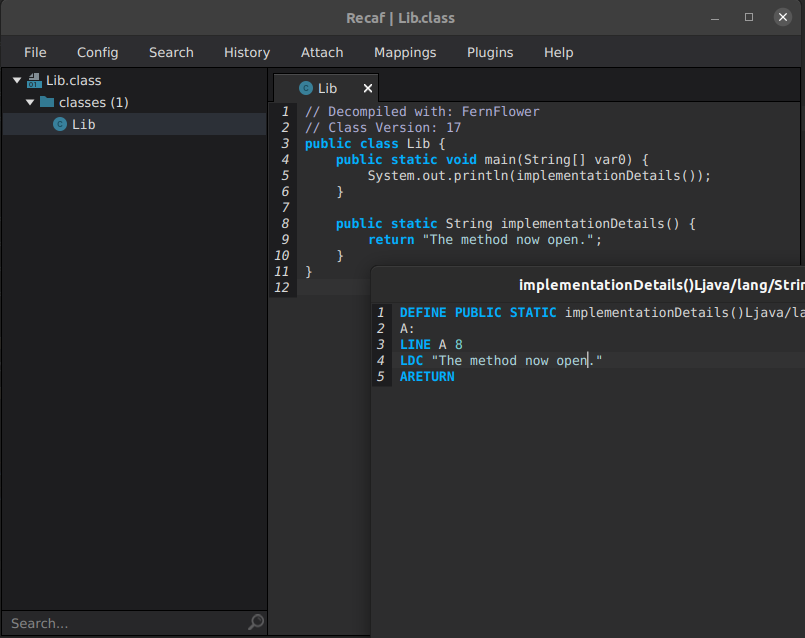 Recaf | Lib.class
File Config Search History Attach Mappings Plugins Help
Lib.class
classes (1)
Lib
Lib
1 // Decompiled with: FernFlower
2 // Class Version: 17
3 public class Lib {
4 public static void main(String[] var0) {
5 System.out.println(implementationDetails());
6 }
7
8 public static String implementationDetails() {
9 return "The method now open.";
10 }
11 }
12
implementationDetails()Ljava/lang/Strin
1 DEFINE PUBLIC STATIC implementationDetails()Ljava/la
2 A:
3 LINE A 8
4 LDC "The method now open."
5 ARETURN
Search...